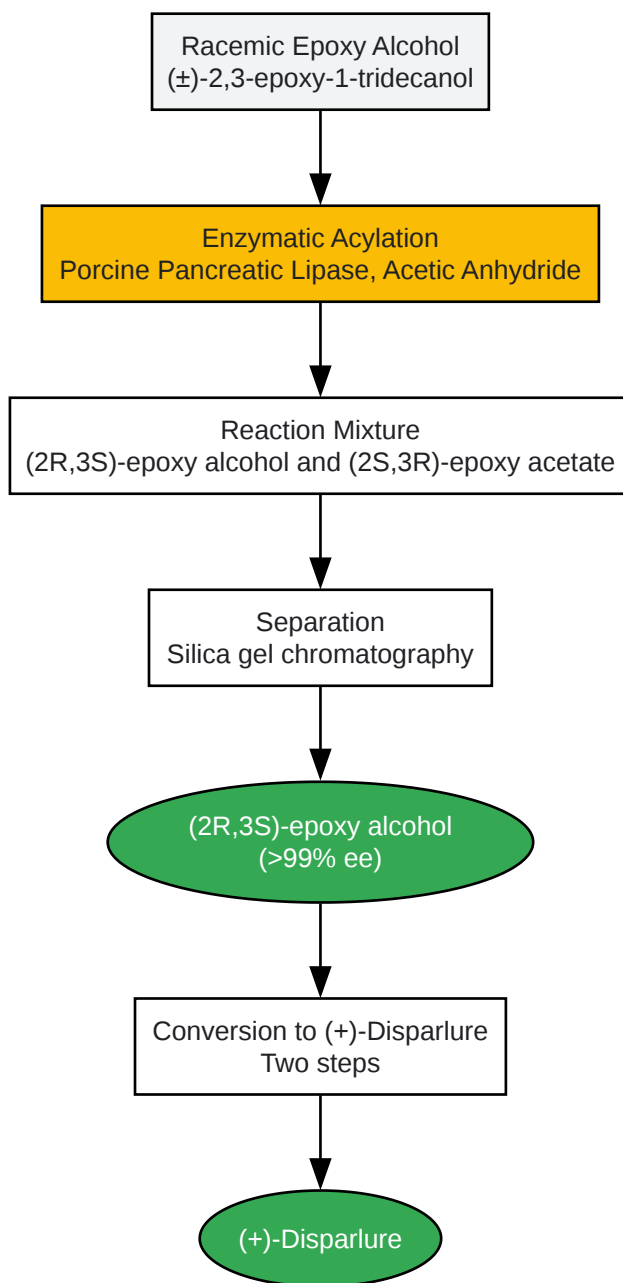 Racemic Epoxy Alcohol
(±)-2,3-epoxy-1-tridecanol
Enzymatic Acylation
Porcine Pancreatic Lipase, Acetic Anhydride
Reaction Mixture
(2R,3S)-epoxy alcohol and (2S,3R)-epoxy acetate
Separation
Silica gel chromatography
(2R,3S)-epoxy alcohol
(>99% ee)
Conversion to (+)-Disparlure
Two steps
(+)-Disparlure